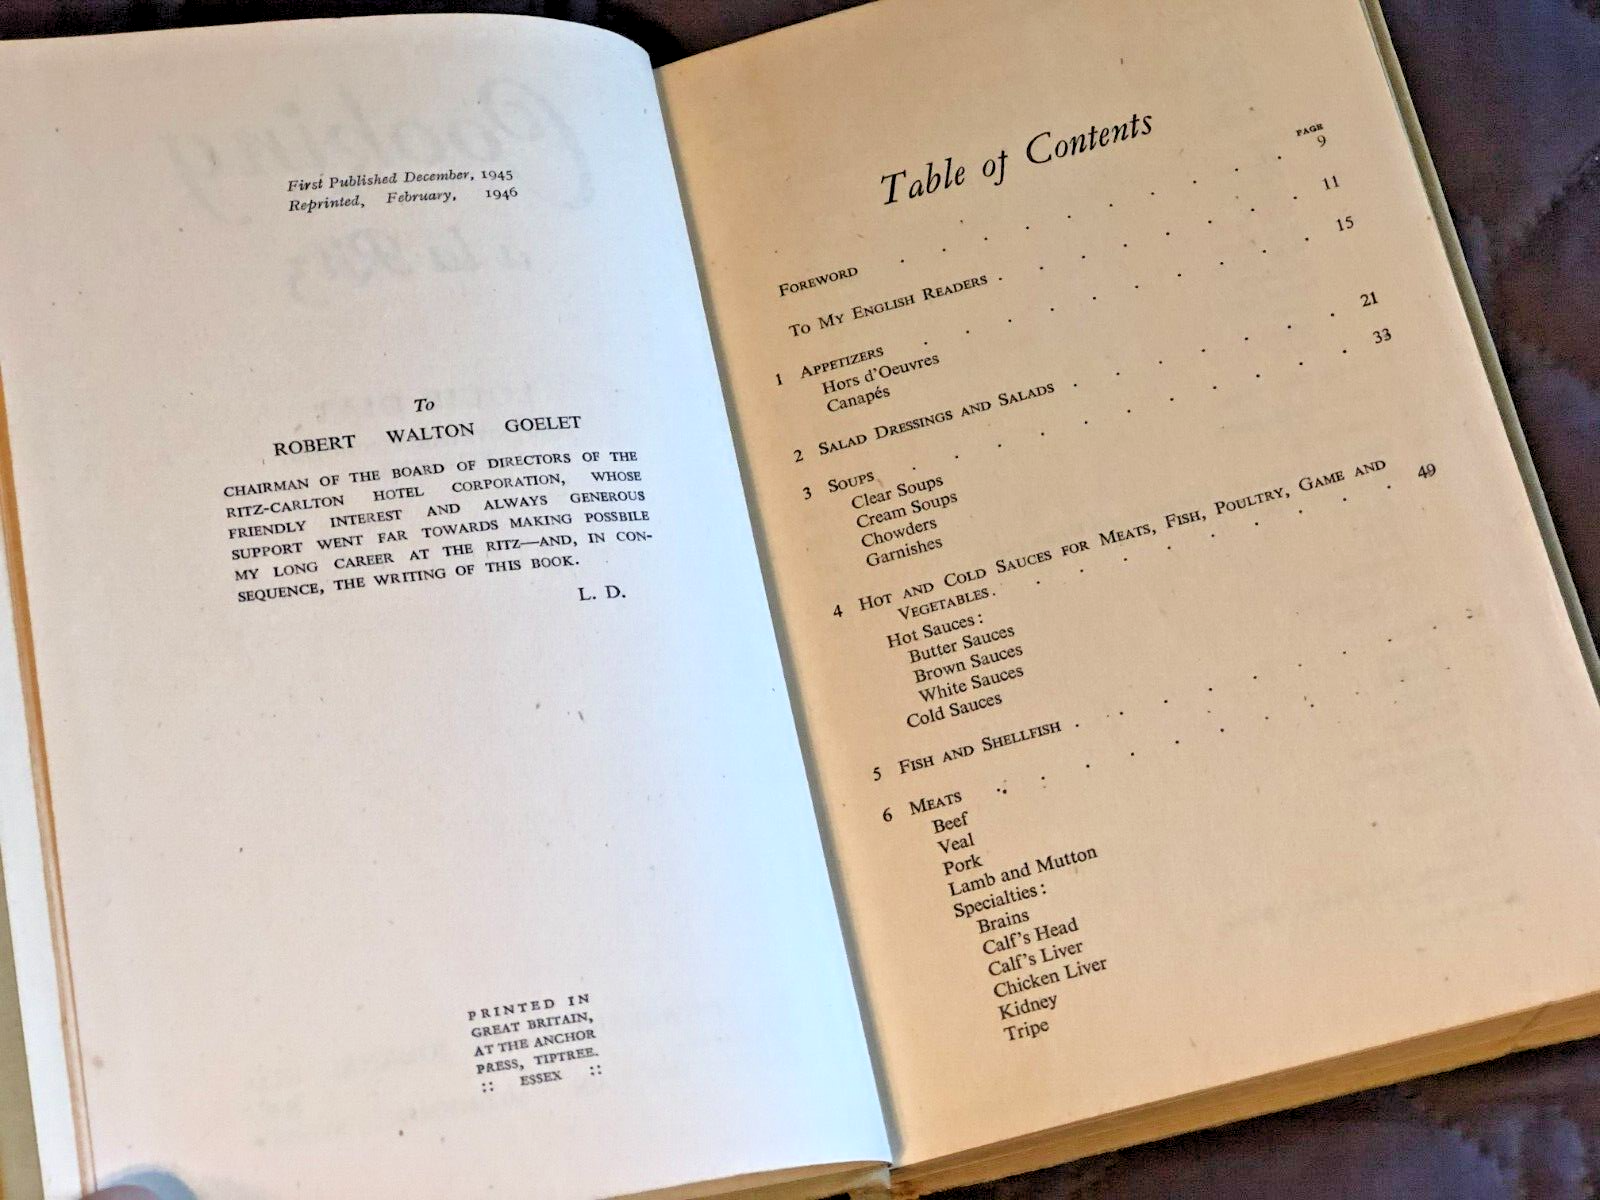 First Published December, 1945
Reprinted, February, 1946
To
ROBERT WALTON GOELET
CHAIRMAN OF THE BOARD OF DIRECTORS OF THE
RITZ-CARLTON HOTEL CORPORATION, WHOSE
FRIENDLY INTEREST AND ALWAYS GENEROUS
SUPPORT WENT FAR TOWARDS MAKING POSSBILE
MY LONG CAREER AT THE RITZ—AND, IN CON-
SEQUENCE, THE WRITING OF THIS BOOK.
L. D.
PRINTED IN
GREAT BRITAIN,
AT THE ANCHOR
PRESS, TIPTREE.
:: ESSEX ::
Table of Contents
PAGE
FOREWORD . . . . . . . . . . 9
TO MY ENGLISH READERS . . . . . . . . 11
1 APPETIZERS . . . . . . . . . . 15
Hors d'Oeuvres
Canapés
2 SALAD DRESSINGS AND SALADS . . . . . . . 21
3 SOUPS . . . . . . . . . . . 33
Clear Soups
Cream Soups
Chowders
Garnishes
4 HOT AND COLD SAUCES FOR MEATS, FISH, POULTRY, GAME AND
VEGETABLES . . . . . . . . . . 49
Hot Sauces:
Butter Sauces
Brown Sauces
White Sauces
Cold Sauces
5 FISH AND SHELLFISH . . . . . . . . .
6 MEATS . . . . . . . . . .
Beef
Veal
Pork
Lamb and Mutton
Specialties:
Brains
Calf's Head
Calf's Liver
Chicken Liver
Kidney
Tripe